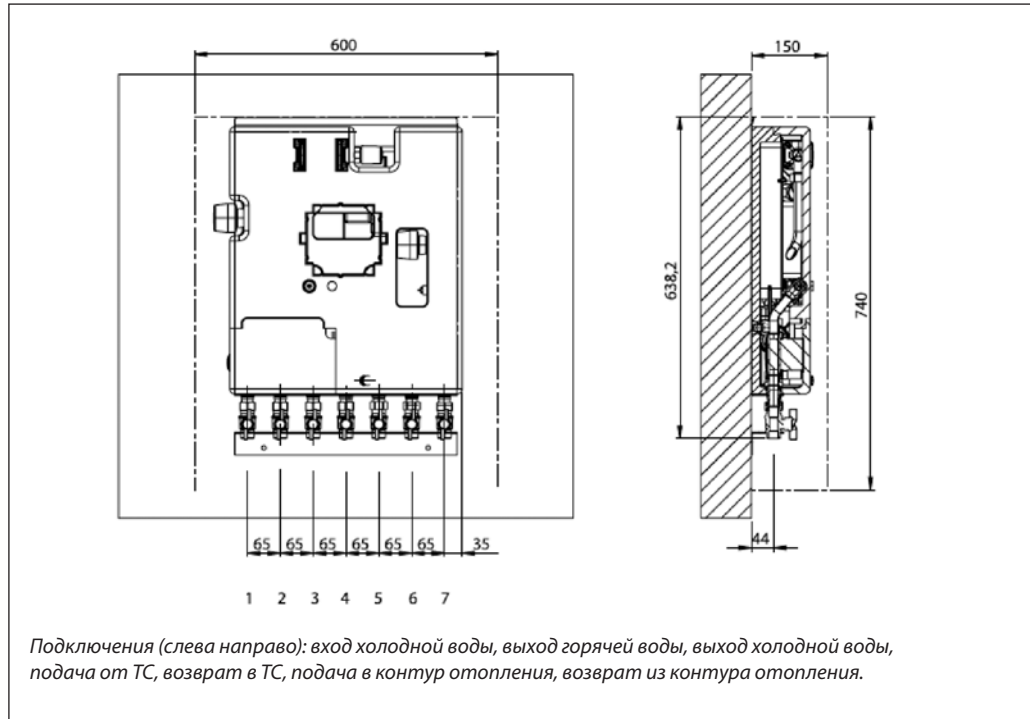 600
150
638,2
740
44
65 65 65 65 65 65 35
1 2 3 4 5 6 7
Подключения (слева направо): вход холодной воды, выход горячей воды, выход холодной воды,
подача от ТС, возврат в ТС, подача в контур отопления, возврат из контура отопления.